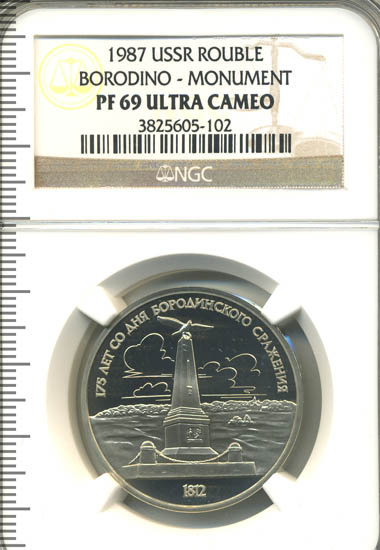 1987 USSR ROUBLE
BORODINO - MONUMENT
PF 69 ULTRA CAMEO
3825605-102
NGC
175 ЛЕТ СО ДНЯ БОРОДИНСКОГО СРАЖЕНИЯ
1812